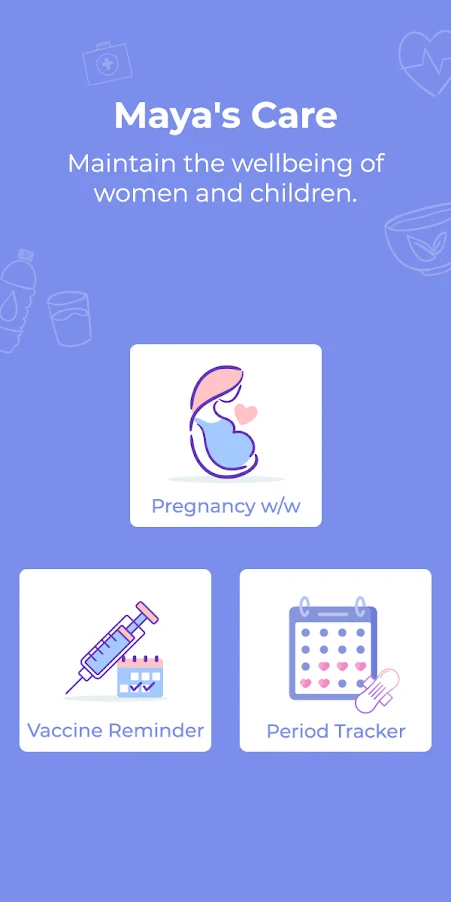 Maya's Care
Maintain the wellbeing of
women and children.
Pregnancy w/w
Vaccine Reminder
Period Tracker